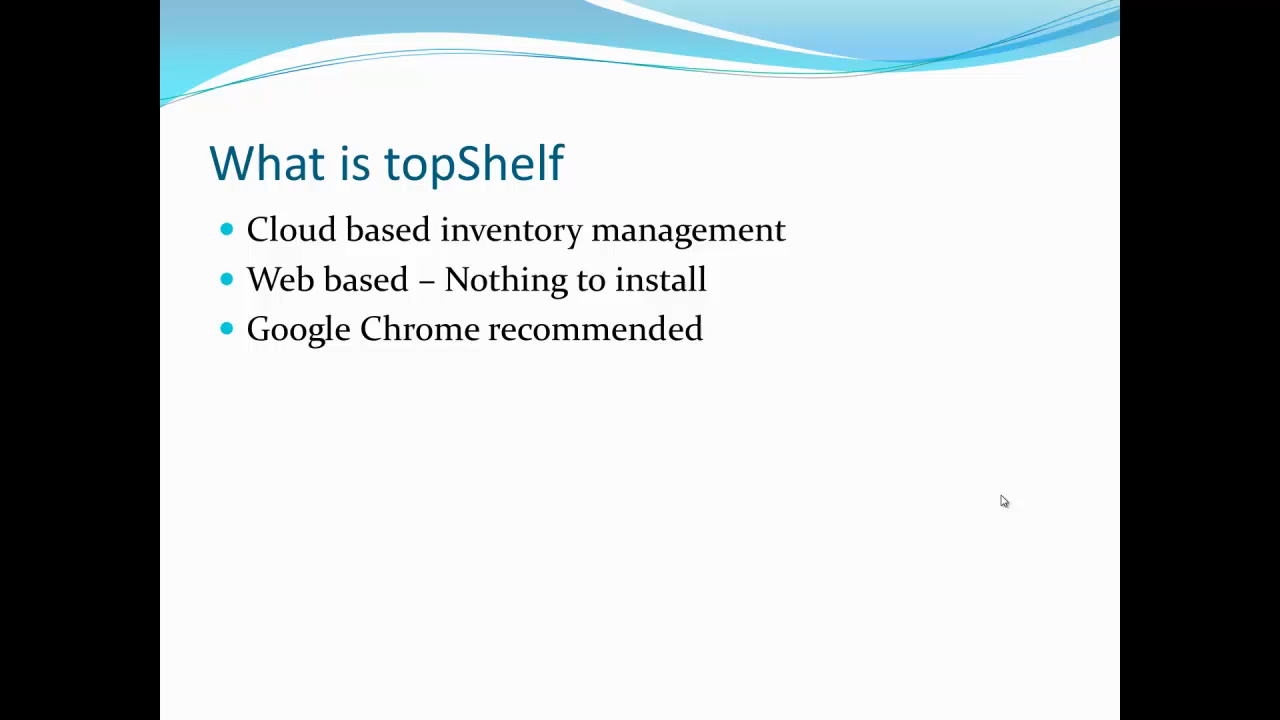 What is topShelf
Cloud based inventory management
Web based – Nothing to install
Google Chrome recommended